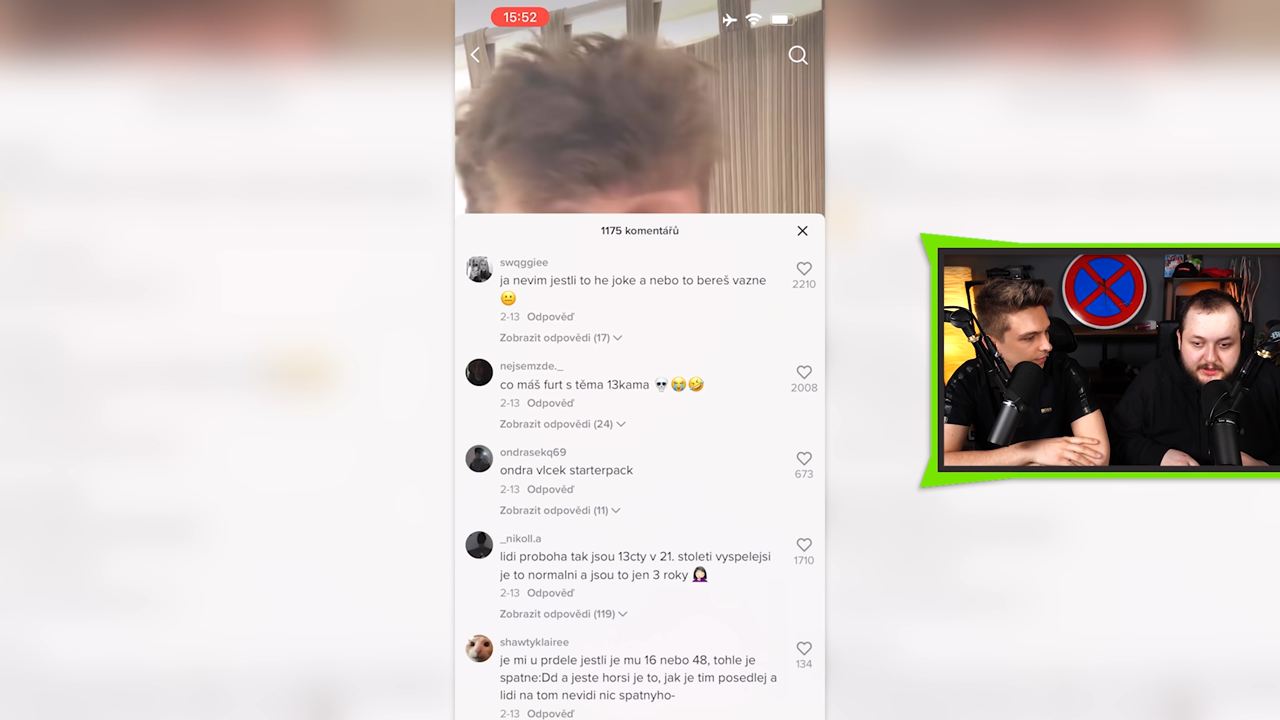 15:52
1175 komentářů
swqggiee
ja nevim jestli to he joke a nebo to bereš vazne
😐
2210
2-13 Odpověď
Zobrazit odpovědi (17)
nejsemzde._
co máš furt s těma 13kama 💀😭🤣
2008
2-13 Odpověď
Zobrazit odpovědi (24)
ondrasekq69
ondra vlcek starterpack
673
2-13 Odpověď
Zobrazit odpovědi (11)
_nikoll.a
lidi proboha tak jsou 13cty v 21. stoleti vyspelejsi
je to normalni a jsou to jen 3 roky 🤷🏻‍♀️
1710
2-13 Odpověď
Zobrazit odpovědi (119)
shawtyklairee
je mi u prdele jestli je mu 16 nebo 48, tohle je
spatne:Dd a jeste horsi je to, jak je tim posedlej a
lidi na tom nevidi nic spatnyho-
134
2-13 Odpověď